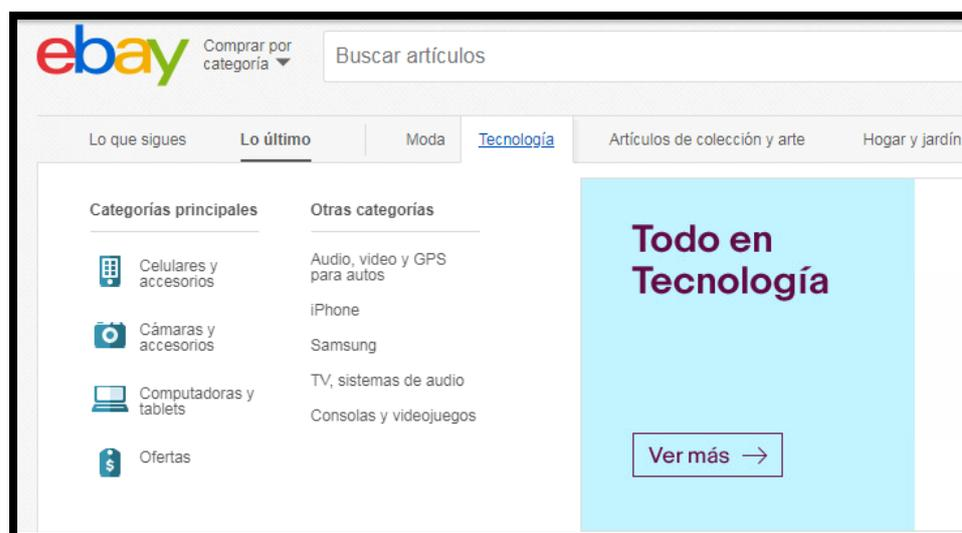 ebay
Comprar por
categoría
Buscar artículos
Lo que sigues
Lo último
Moda
Tecnología
Artículos de colección y arte
Hogar y jardín
Categorías principales
Celulares y
accesorios
Cámaras y
accesorios
Computadoras y
tablets
Ofertas
Otras categorías
Audio, video y GPS
para autos
iPhone
Samsung
TV, sistemas de audio
Consolas y videojuegos
Todo en
Tecnología
Ver más